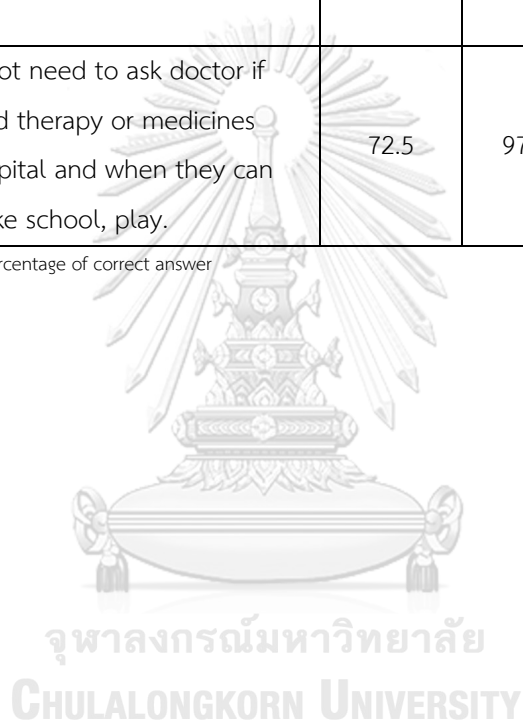 ot need to ask doctor if
d therapy or medicines
pital and when they can
ke school, play.
72.5
97
rcentage of correct answer
จุฬาลงกรณ์มหาวิทยาลัย
CHULALONGKORN UNIVERSITY